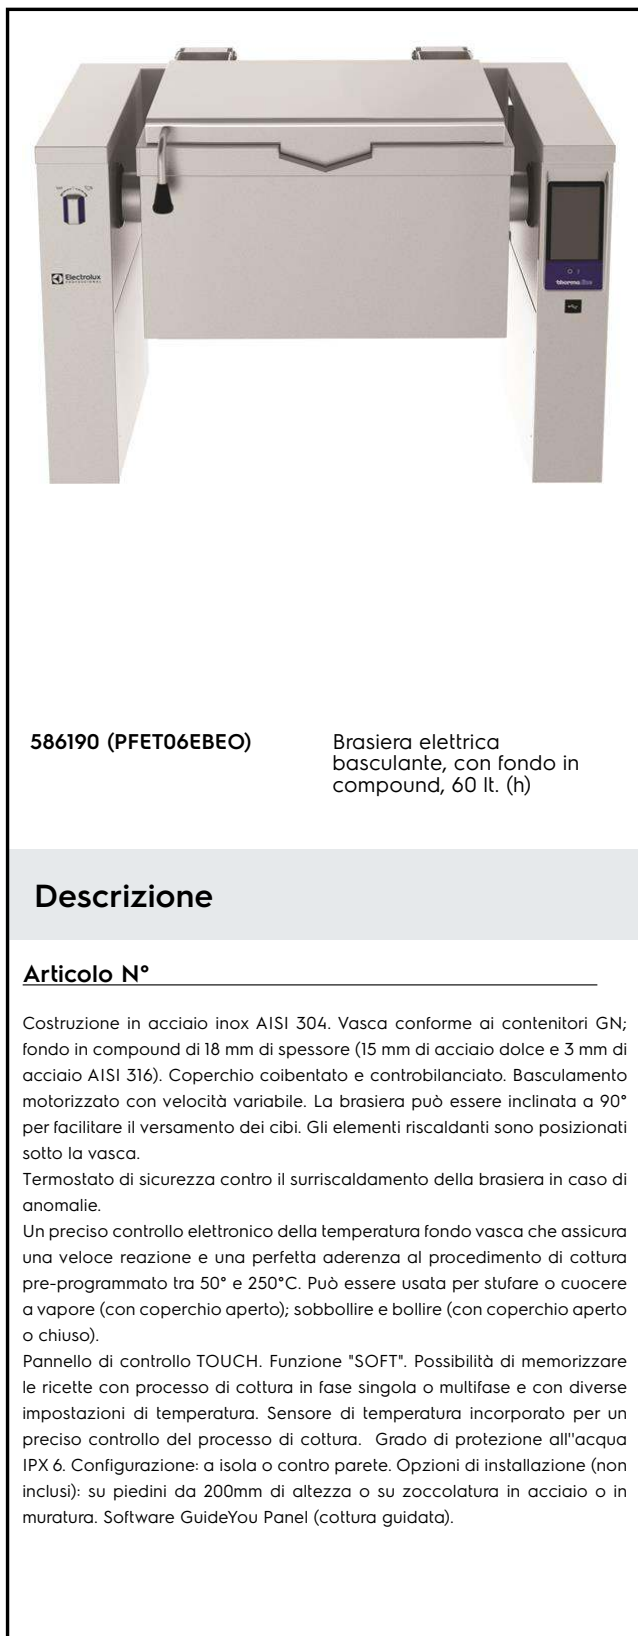 Electrolux
PROFESSIONAL
thermaline
586190 (PFET06EBEO)
Brasiera elettrica
basculante, con fondo in
compound, 60 lt. (h)
Descrizione
Articolo N°
Costruzione in acciaio inox AISI 304. Vasca conforme ai contenitori GN;
fondo in compound di 18 mm di spessore (15 mm di acciaio dolce e 3 mm di
acciaio AISI 316). Coperchio coibentato e controbilanciato. Basculamento
motorizzato con velocità variabile. La brasiera può essere inclinata a 90°
per facilitare il versamento dei cibi. Gli elementi riscaldanti sono posizionati
sotto la vasca.
Termostato di sicurezza contro il surriscaldamento della brasiera in caso di
anomalie.
Un preciso controllo elettronico della temperatura fondo vasca che assicura
una veloce reazione e una perfetta aderenza al procedimento di cottura
pre-programmato tra 50° e 250°C. Può essere usata per stufare o cuocere
a vapore (con coperchio aperto); sobbollire e bollire (con coperchio aperto
o chiuso).
Pannello di controllo TOUCH. Funzione "SOFT". Possibilità di memorizzare
le ricette con processo di cottura in fase singola o multifase e con diverse
impostazioni di temperatura. Sensore di temperatura incorporato per un
preciso controllo del processo di cottura. Grado di protezione all''acqua
IPX 6. Configurazione: a isola o contro parete. Opzioni di installazione (non
inclusi): su piedini da 200mm di altezza o su zoccolatura in acciaio o in
muratura. Software GuideYou Panel (cottura guidata).